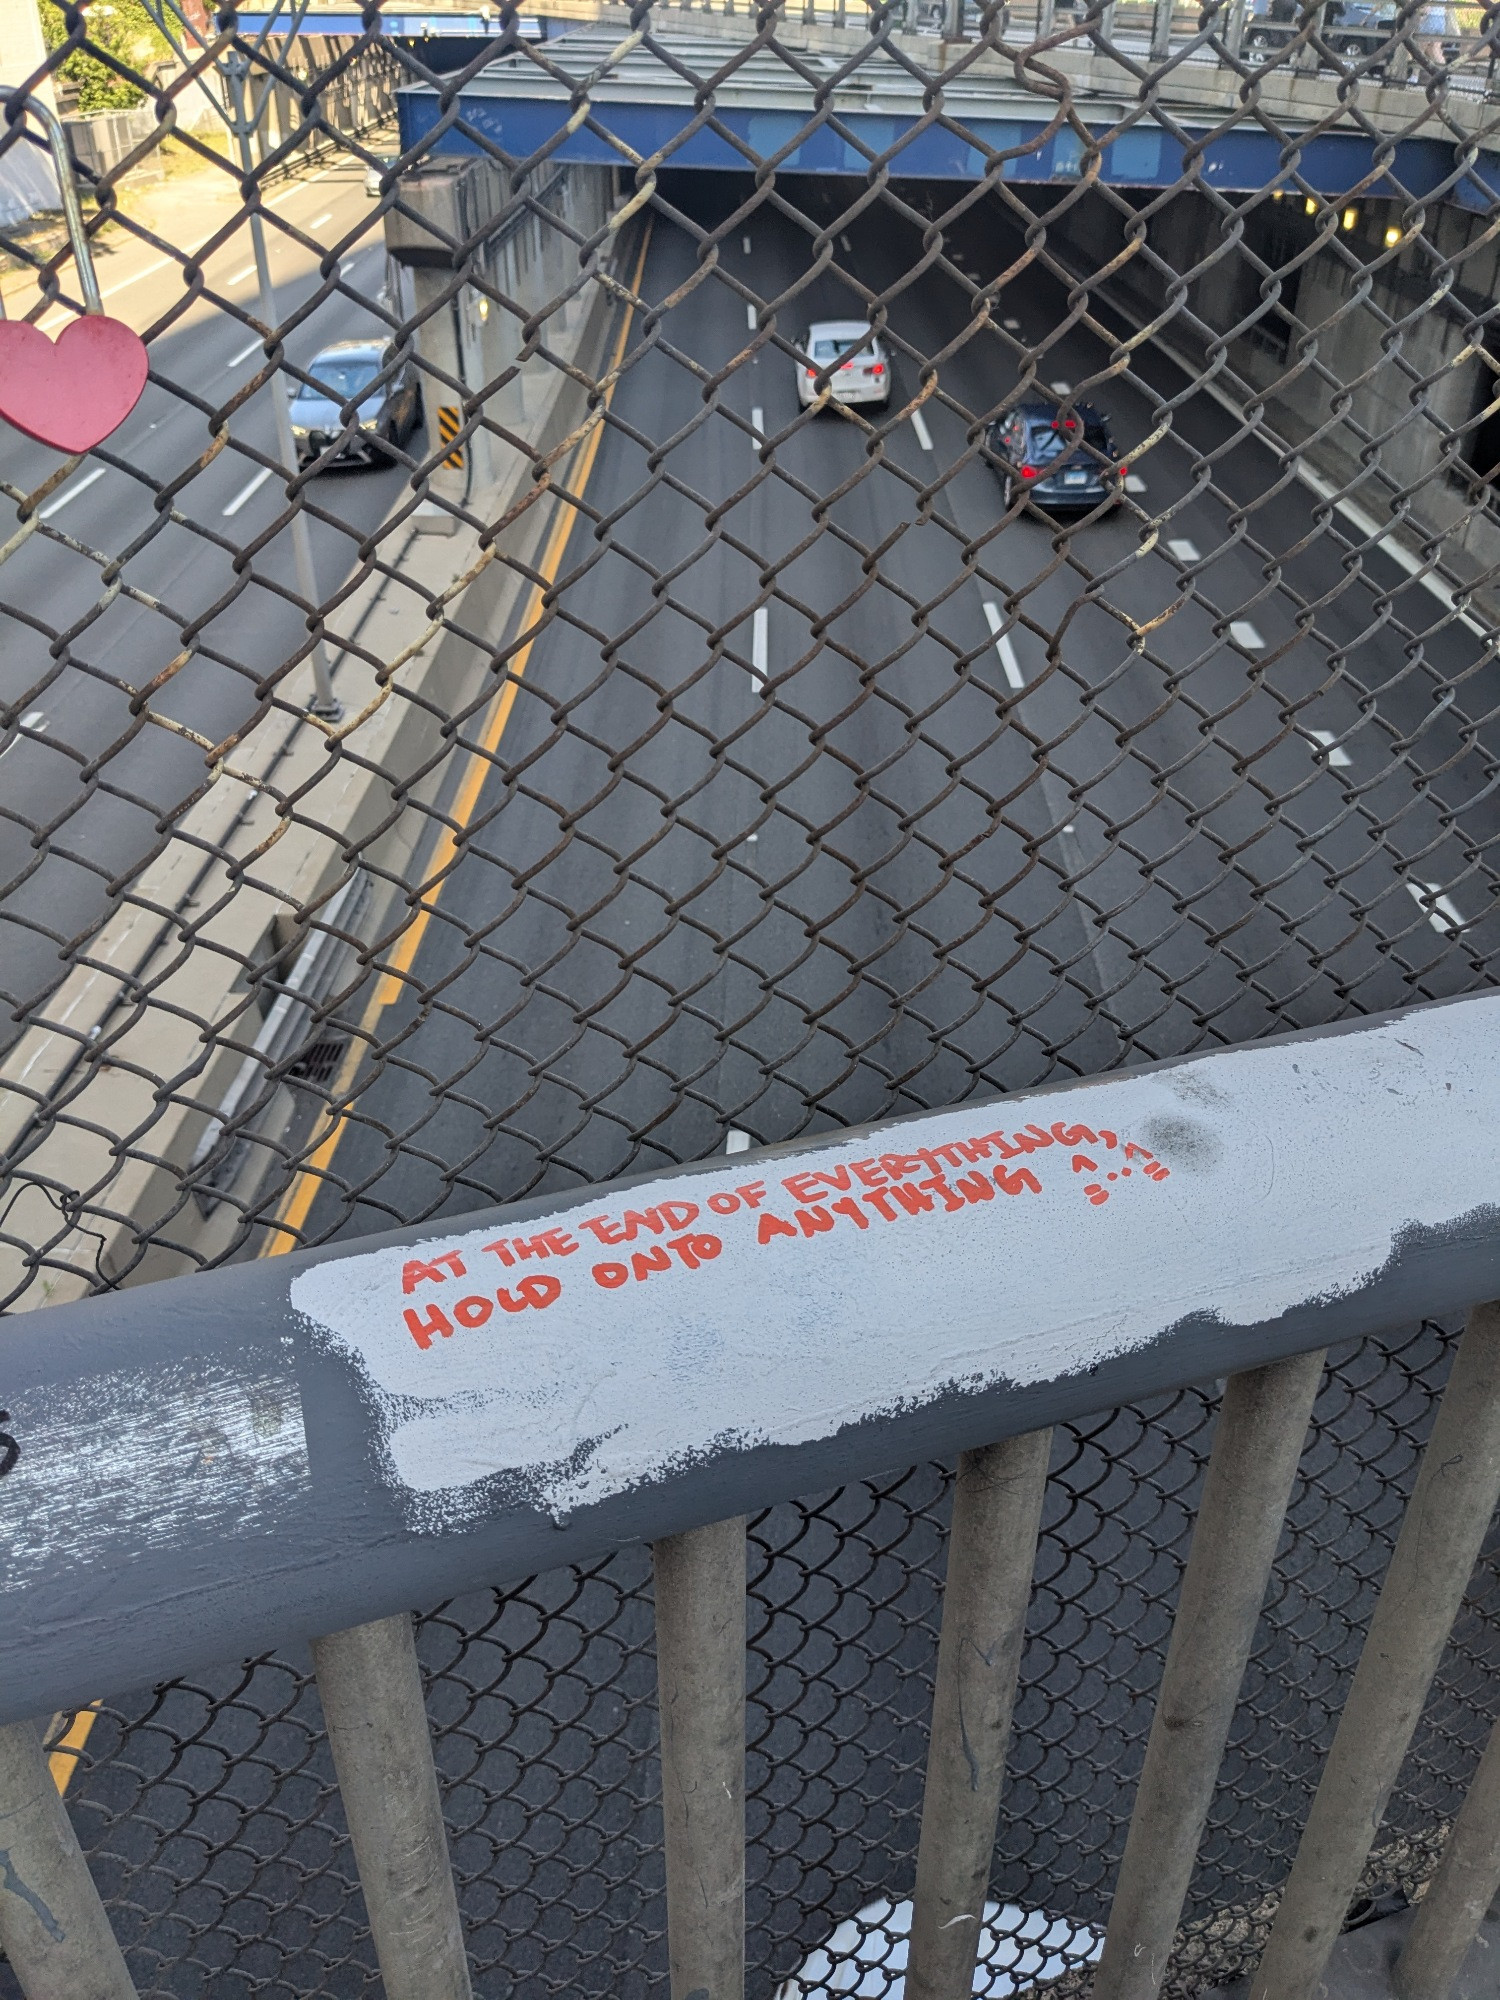 AT THE END OF EVERYTHING,
HOLD ONTO ANYTHING